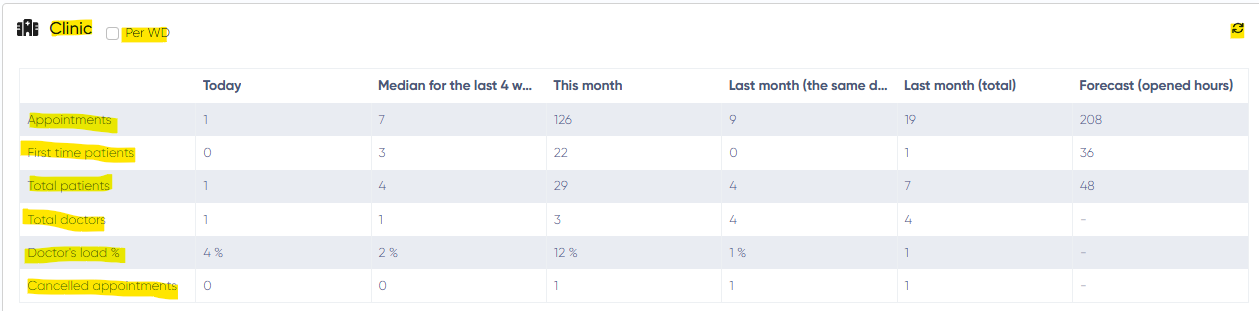 Clinic Per WD
Today Median for the last 4 w... This month Last month (the same d... Last month (total) Forecast (opened hours)
Appointments 1 7 126 9 19 208
First time patients 0 3 22 0 1 36
Total patients 1 4 29 4 7 48
Total doctors 1 1 3 4 4 -
Doctor's load % 4 % 2 % 12 % 1 % 1 -
Cancelled appointments 0 0 1 1 1 -